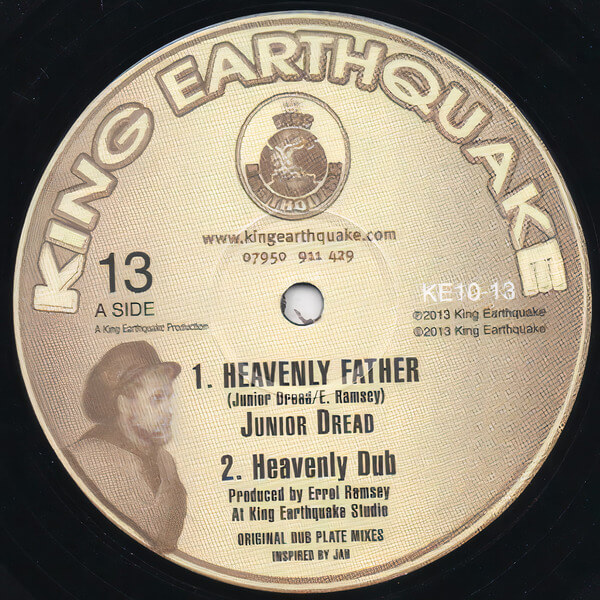 KING EARTHQUAKE
www.kingearthquake.com
07950 911 429
13
A SIDE
A King Earthquake Production
KE10-13
℗2013 King Earthquake
©2013 King Earthquake
1. HEAVENLY FATHER
(Junior Dread/E. Ramsey)
JUNIOR DREAD
2. Heavenly Dub
Produced by Errol Ramsey
At King Earthquake Studio
ORIGINAL DUB PLATE MIXES
INSPIRED BY JAH